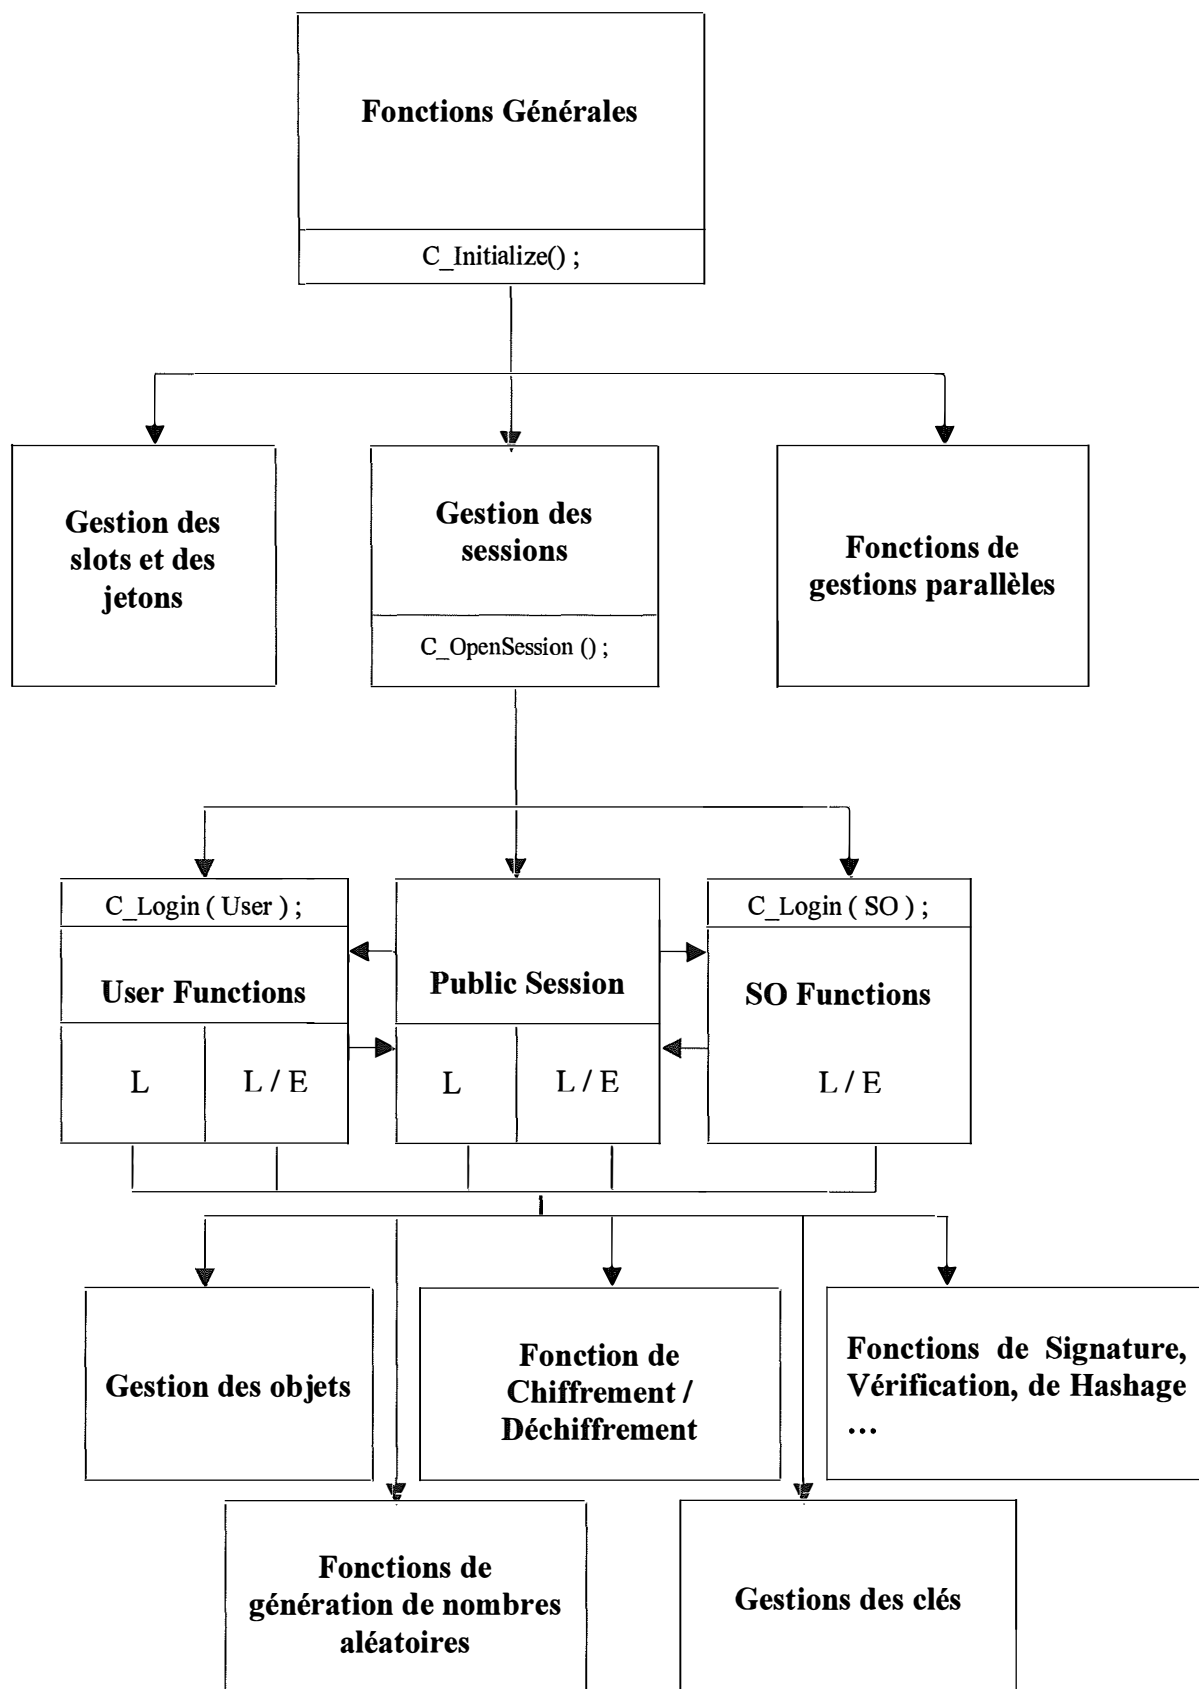 Fonctions Générales
C_Initialize() ;
Gestion des
slots et des
jetons
Gestion des
sessions
C_OpenSession () ;
Fonctions de
gestions parallèles
C_Login ( User ) ;
User Functions
L
L / E
Public Session
L
L / E
C_Login ( SO ) ;
SO Functions
L / E
Gestion des objets
Fonction de
Chiffrement /
Déchiffrement
Fonctions de Signature,
Vérification, de Hashage
…
Fonctions de
génération de nombres
aléatoires
Gestions des clés